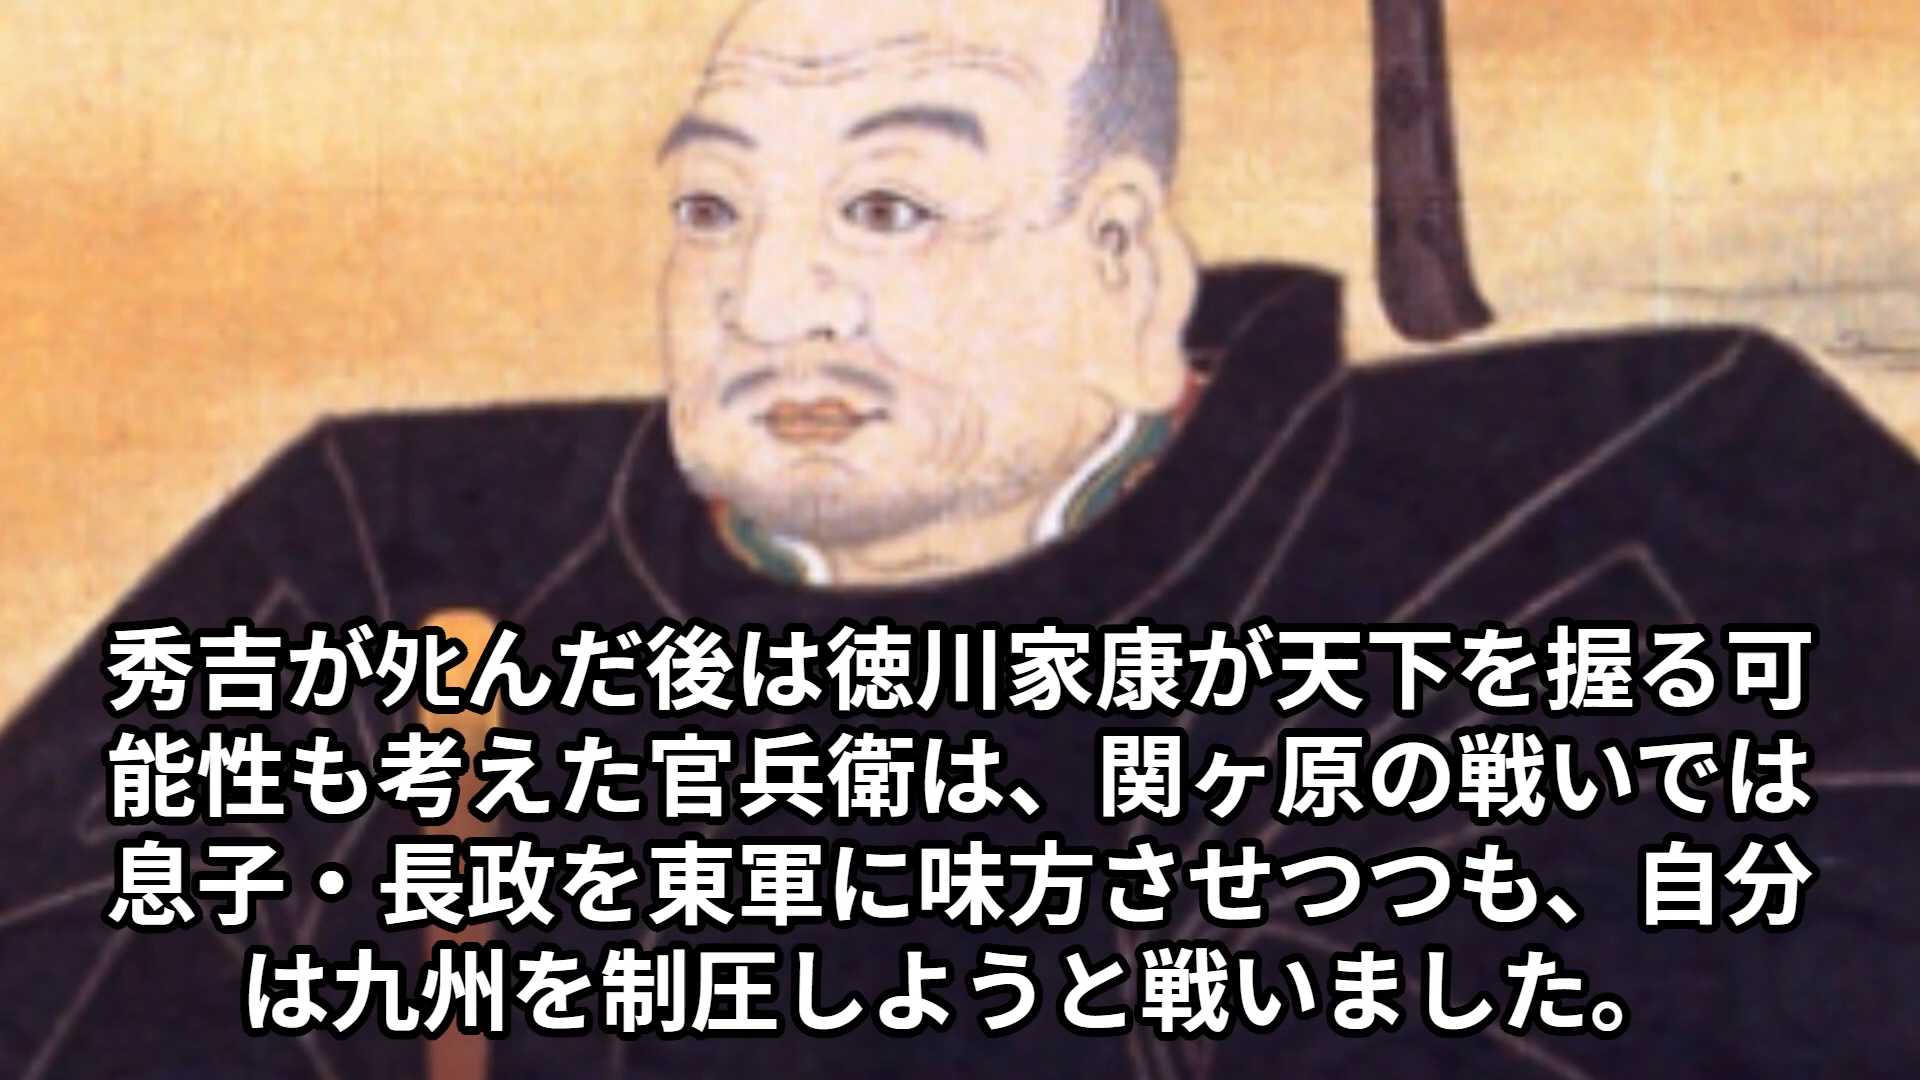 秀吉がﾀﾋんだ後は徳川家康が天下を握る可
能性も考えた官兵衛は、関ヶ原の戦いでは
息子・長政を東軍に味方させつつも、自分
は九州を制圧しようと戦いました。